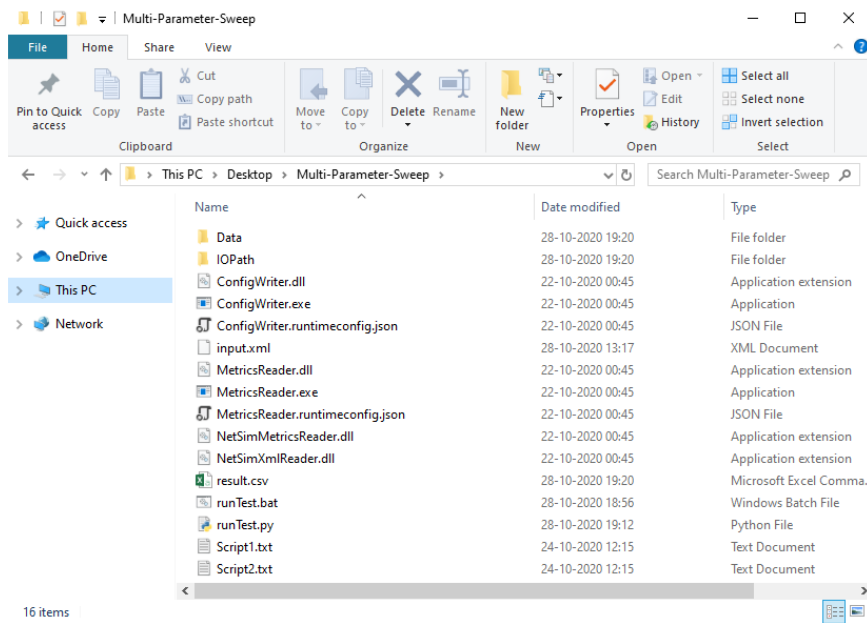 Multi-Parameter-Sweep
File Home Share View
Pin to Quick access
Copy
Paste
Cut
Copy path
Paste shortcut
Clipboard
Move to
Copy to
Delete
Rename
Organize
New folder
New
Properties
Open
Edit
History
Open
Select all
Select none
Invert selection
Select
This PC > Desktop > Multi-Parameter-Sweep >
Search Multi-Parameter-Sweep
Quick access
OneDrive
This PC
Network
Name Date modified Type
Data 28-10-2020 19:20 File folder
IOPath 28-10-2020 19:20 File folder
ConfigWriter.dll 22-10-2020 00:45 Application extension
ConfigWriter.exe 22-10-2020 00:45 Application
ConfigWriter.runtimeconfig.json 22-10-2020 00:45 JSON File
input.xml 28-10-2020 13:17 XML Document
MetricsReader.dll 22-10-2020 00:45 Application extension
MetricsReader.exe 22-10-2020 00:45 Application
MetricsReader.runtimeconfig.json 22-10-2020 00:45 JSON File
NetSimMetricsReader.dll 22-10-2020 00:45 Application extension
NetSimXmlReader.dll 22-10-2020 00:45 Application extension
result.csv 28-10-2020 19:20 Microsoft Excel Comma.
runTest.bat 28-10-2020 18:56 Windows Batch File
runTest.py 28-10-2020 19:12 Python File
Script1.txt 24-10-2020 12:15 Text Document
Script2.txt 24-10-2020 12:15 Text Document
16 items